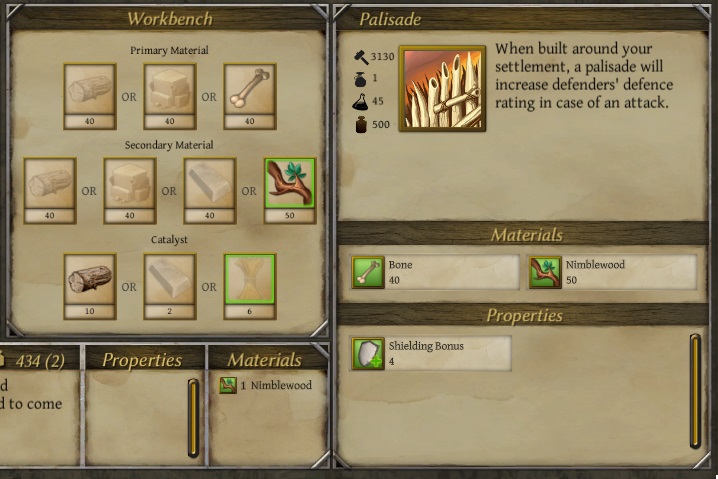 Workbench
Primary Material
40 OR 40 OR 40
Secondary Material
40 OR 40 OR 40 OR 50
Catalyst
10 OR 2 OR 6
434 (2)
d
d to come
Properties
Materials
1 Nimblewood
Palisade
3130
1
45
500
When built around your
settlement, a palisade will
increase defenders' defence
rating in case of an attack.
Materials
Bone
40
Nimblewood
50
Properties
Shielding Bonus
4